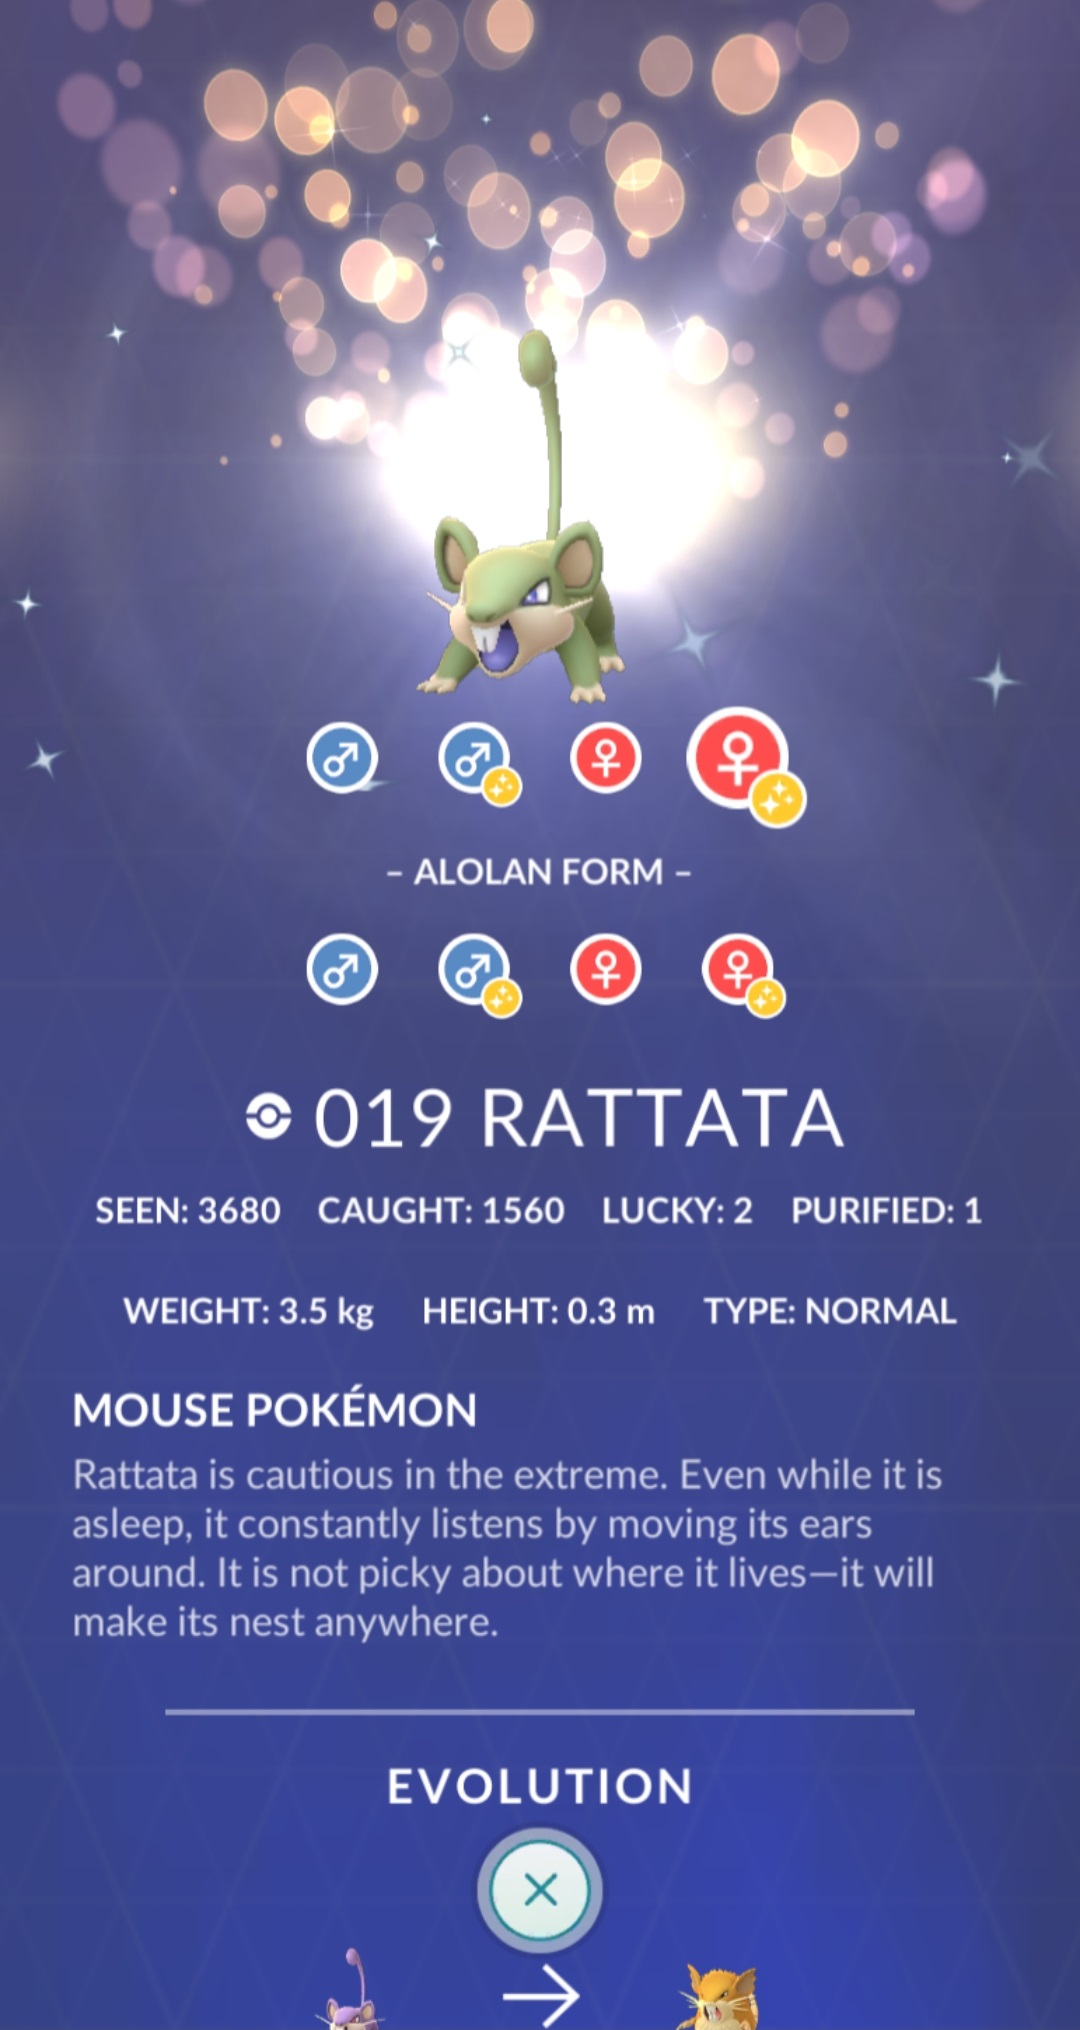 – ALOLAN FORM –
019 RATTATA
SEEN: 3680 CAUGHT: 1560 LUCKY: 2 PURIFIED: 1
WEIGHT: 3.5 kg HEIGHT: 0.3 m TYPE: NORMAL
MOUSE POKÉMON
Rattata is cautious in the extreme. Even while it is
asleep, it constantly listens by moving its ears
around. It is not picky about where it lives—it will
make its nest anywhere.
EVOLUTION